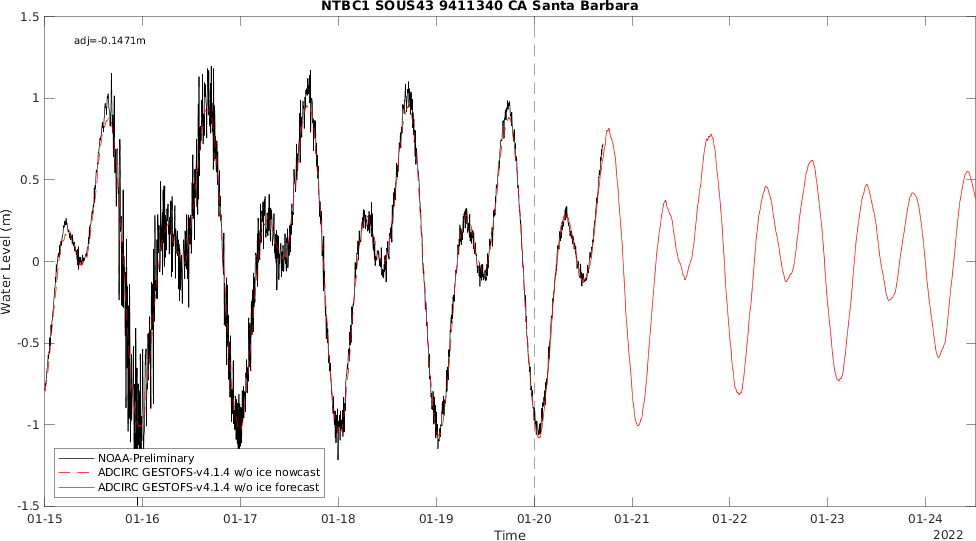 NTBC1 SOUS43 9411340 CA Santa Barbara
adj=-0.1471m
1.5
1
0.5
0
-0.5
-1
-1.5
Water Level (m)
NOAA-Preliminary
ADCIRC GESTOFS-v4.1.4 w/o ice nowcast
ADCIRC GESTOFS-v4.1.4 w/o ice forecast
01-15 01-16 01-17 01-18 01-19 01-20 01-21 01-22 01-23 01-24
Time
2022